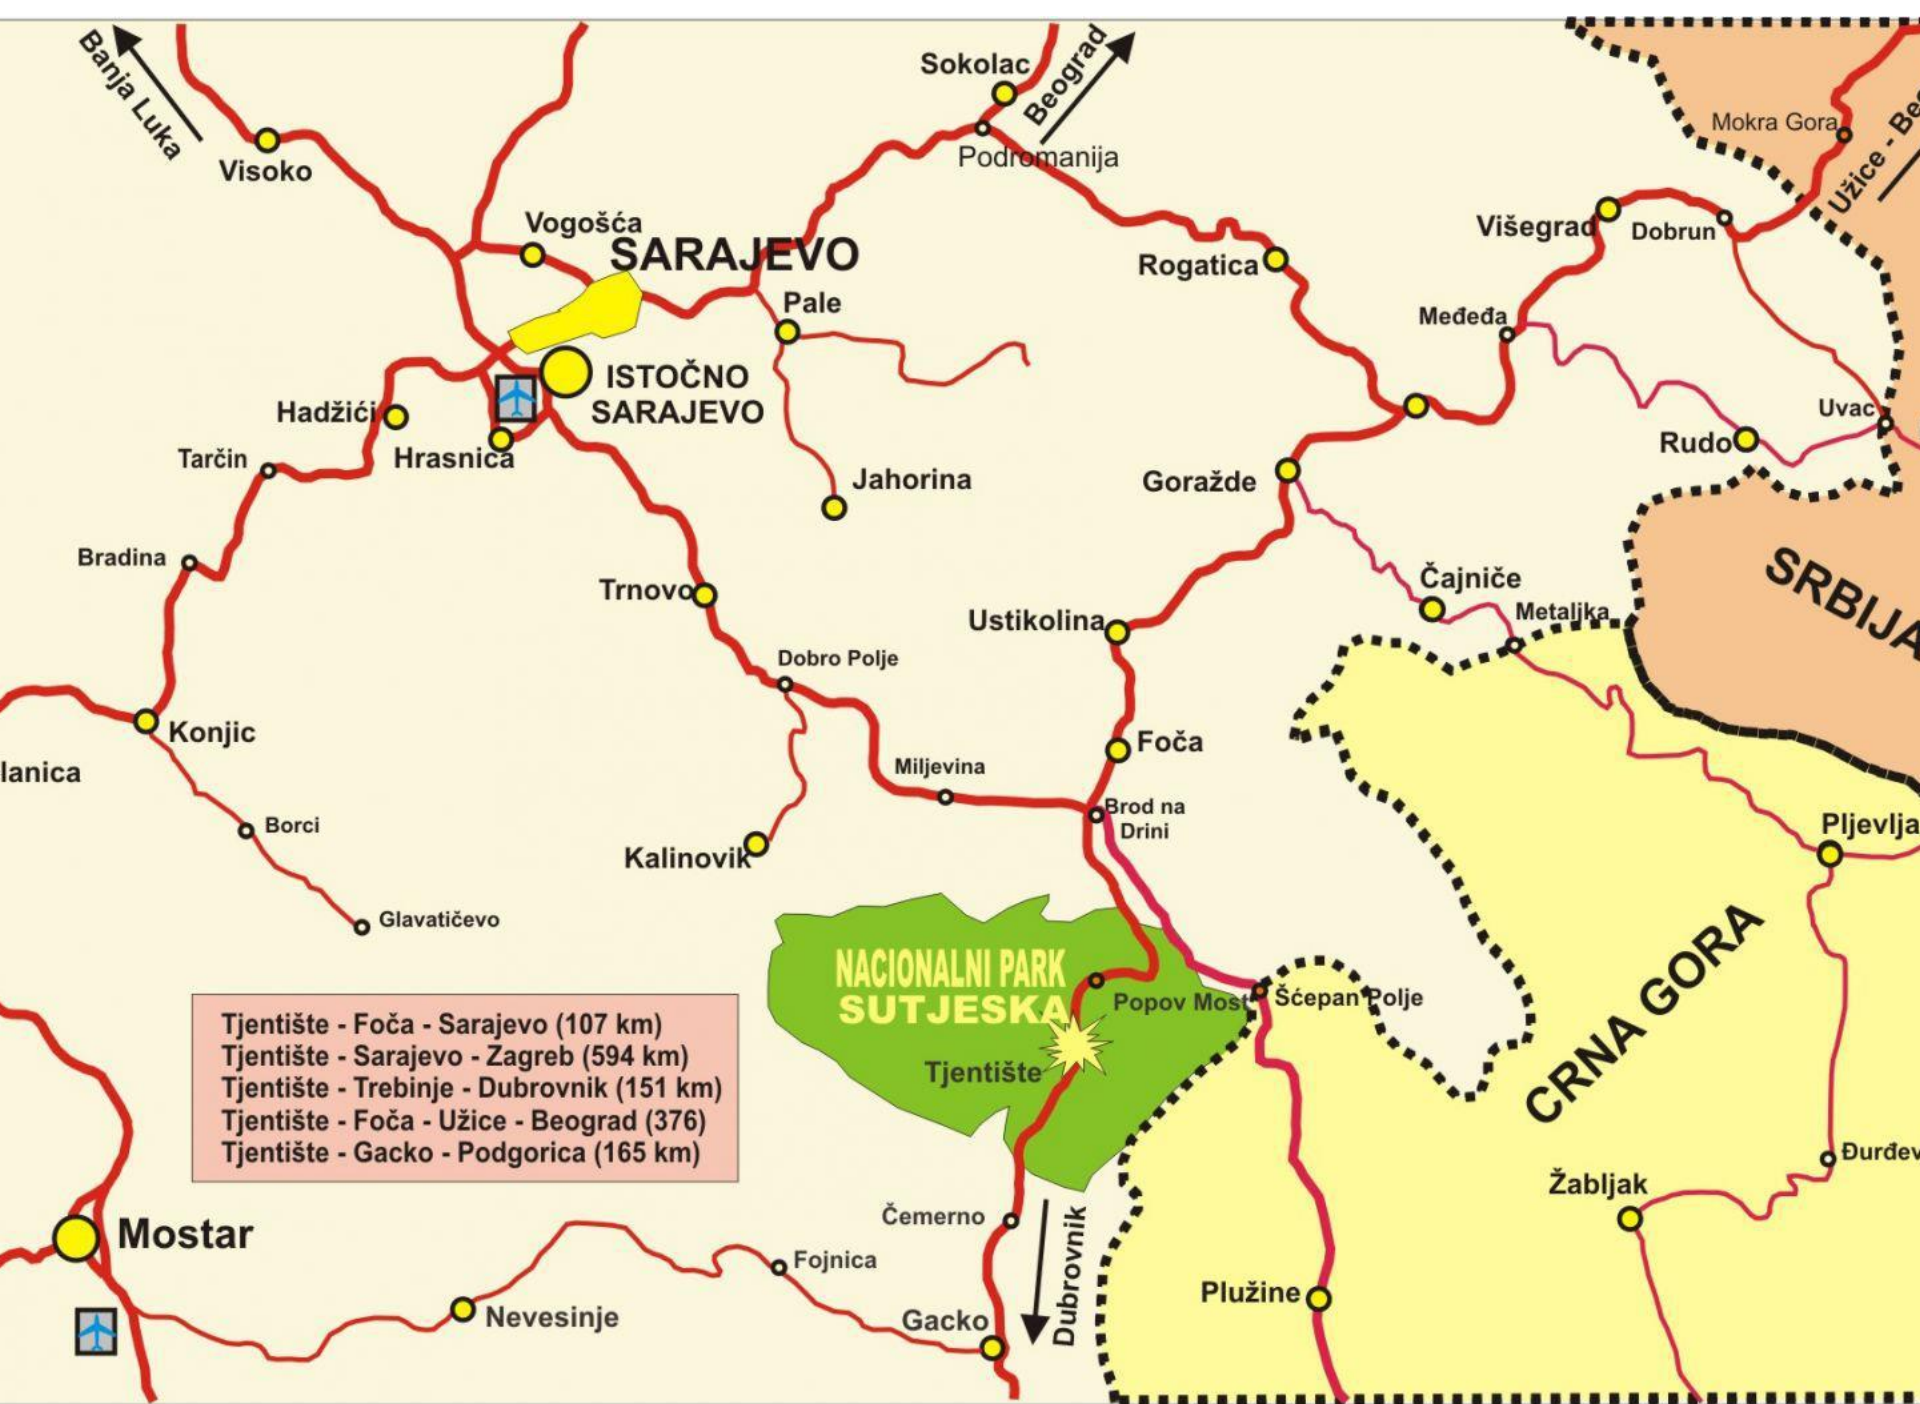 Banja Luka
Sokolac
Beograd
Mokra Gora
Užice - Beo
Visoko
Podromanija
Vogošća
SARAJEVO
Višegrad
Dobrun
Rogatica
Pale
Međeđa
ISTOČNO
SARAJEVO
Hadžići
Uvac
Tarčin
Hrasnica
Rudo
Jahorina
Goražde
Bradina
SRBIJA
Trnovo
Čajniče
Metaljka
Ustikolina
Dobro Polje
Konjic
Foča
lanica
Miljevina
Brod na
Drini
Borci
Pljevlja
Kalinovik
Glavatičevo
NACIONALNI PARK
SUTJESKA
Popov Most
Šćepan Polje
CRNA GORA
Tjentište
Tjentište - Foča - Sarajevo (107 km)
Tjentište - Sarajevo - Zagreb (594 km)
Tjentište - Trebinje - Dubrovnik (151 km)
Tjentište - Foča - Užice - Beograd (376)
Tjentište - Gacko - Podgorica (165 km)
Đurđev
Žabljak
Čemerno
Dubrovnik
Mostar
Fojnica
Plužine
Nevesinje
Gacko